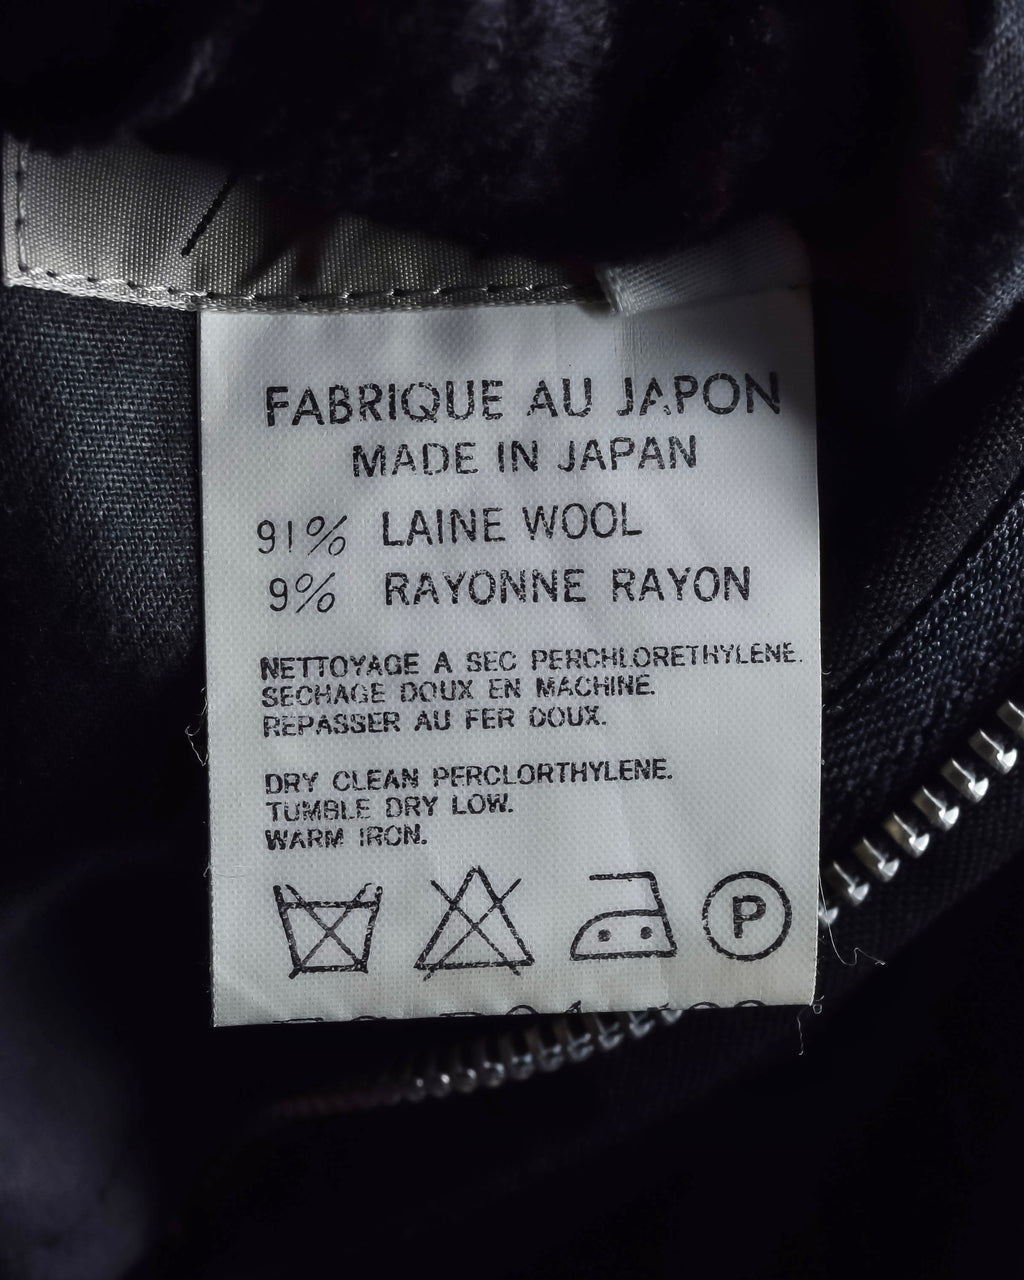 FABRIQUE AU JAPON
MADE IN JAPAN
91% LAINE WOOL
9% RAYONNE RAYON
NETTOYAGE A SEC PERCHLORETHYLENE.
SECHAGE DOUX EN MACHINE.
REPASSER AU FER DOUX.
DRY CLEAN PERCLORTHYLENE.
TUMBLE DRY LOW.
WARM IRON.
P